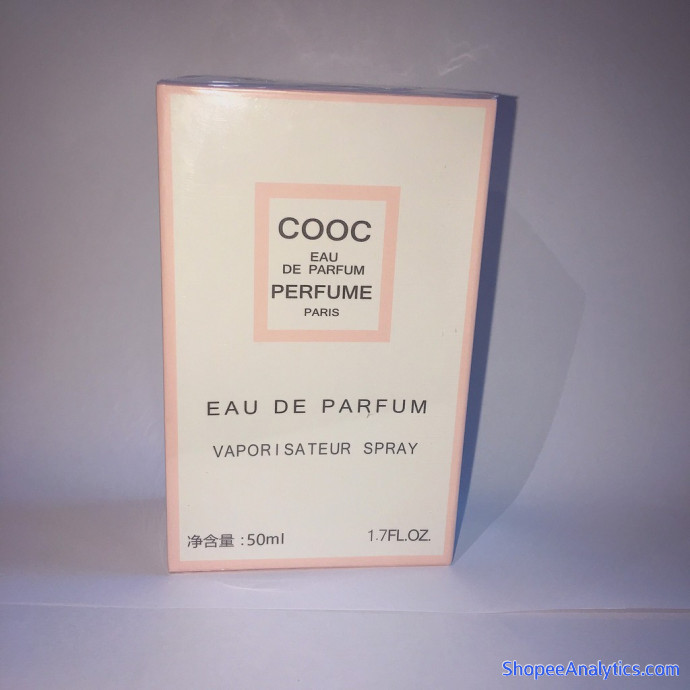 COOC
EAU
DE PARFUM
PERFUME
PARIS
EAU DE PARFUM
VAPORISATEUR SPRAY
净含量：50ml
1.7FL.OZ.
ShopeeAnalytics.com